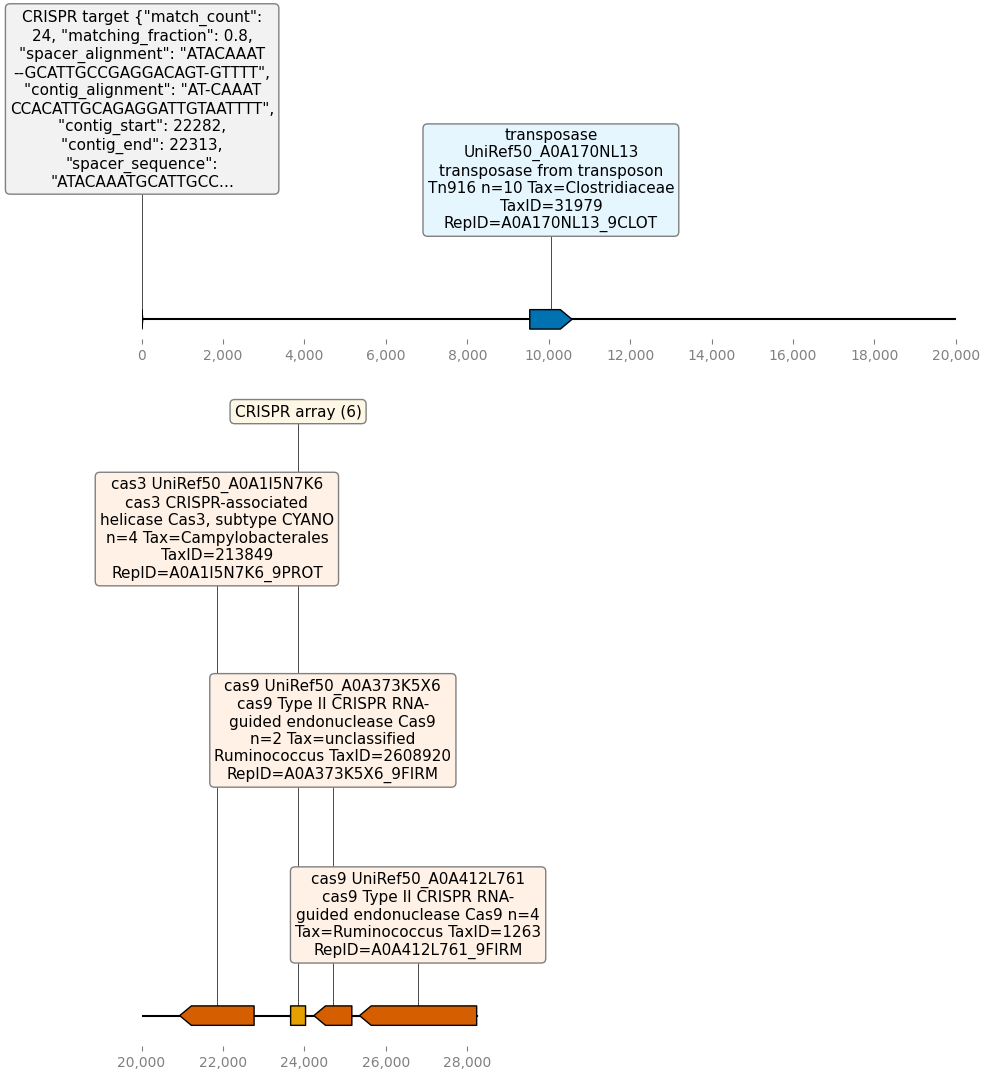 CRISPR target {"match_count":
24, "matching_fraction": 0.8,
"spacer_alignment": "ATACAAAT
--GCATTGCCGAGGACAGT-GTTTT",
"contig_alignment": "AT-CAAAT
CCACATTGCAGAGGATTGTAATTTT",
"contig_start": 22282,
"contig_end": 22313,
"spacer_sequence":
"ATACAAATGCATTGCC...
transposase
UniRef50_A0A170NL13
transposase from transposon
Tn916 n=10 Tax=Clostridiaceae
TaxID=31979
RepID=A0A170NL13_9CLOT
0 2,000 4,000 6,000 8,000 10,000 12,000 14,000 16,000 18,000 20,000
CRISPR array (6)
cas3 UniRef50_A0A1I5N7K6
cas3 CRISPR-associated
helicase Cas3, subtype CYANO
n=4 Tax=Campylobacterales
TaxID=213849
RepID=A0A1I5N7K6_9PROT
cas9 UniRef50_A0A373K5X6
cas9 Type II CRISPR RNA-
guided endonuclease Cas9
n=2 Tax=unclassified
Ruminococcus TaxID=2608920
RepID=A0A373K5X6_9FIRM
cas9 UniRef50_A0A412L761
cas9 Type II CRISPR RNA-
guided endonuclease Cas9 n=4
Tax=Ruminococcus TaxID=1263
RepID=A0A412L761_9FIRM
20,000 22,000 24,000 26,000 28,000